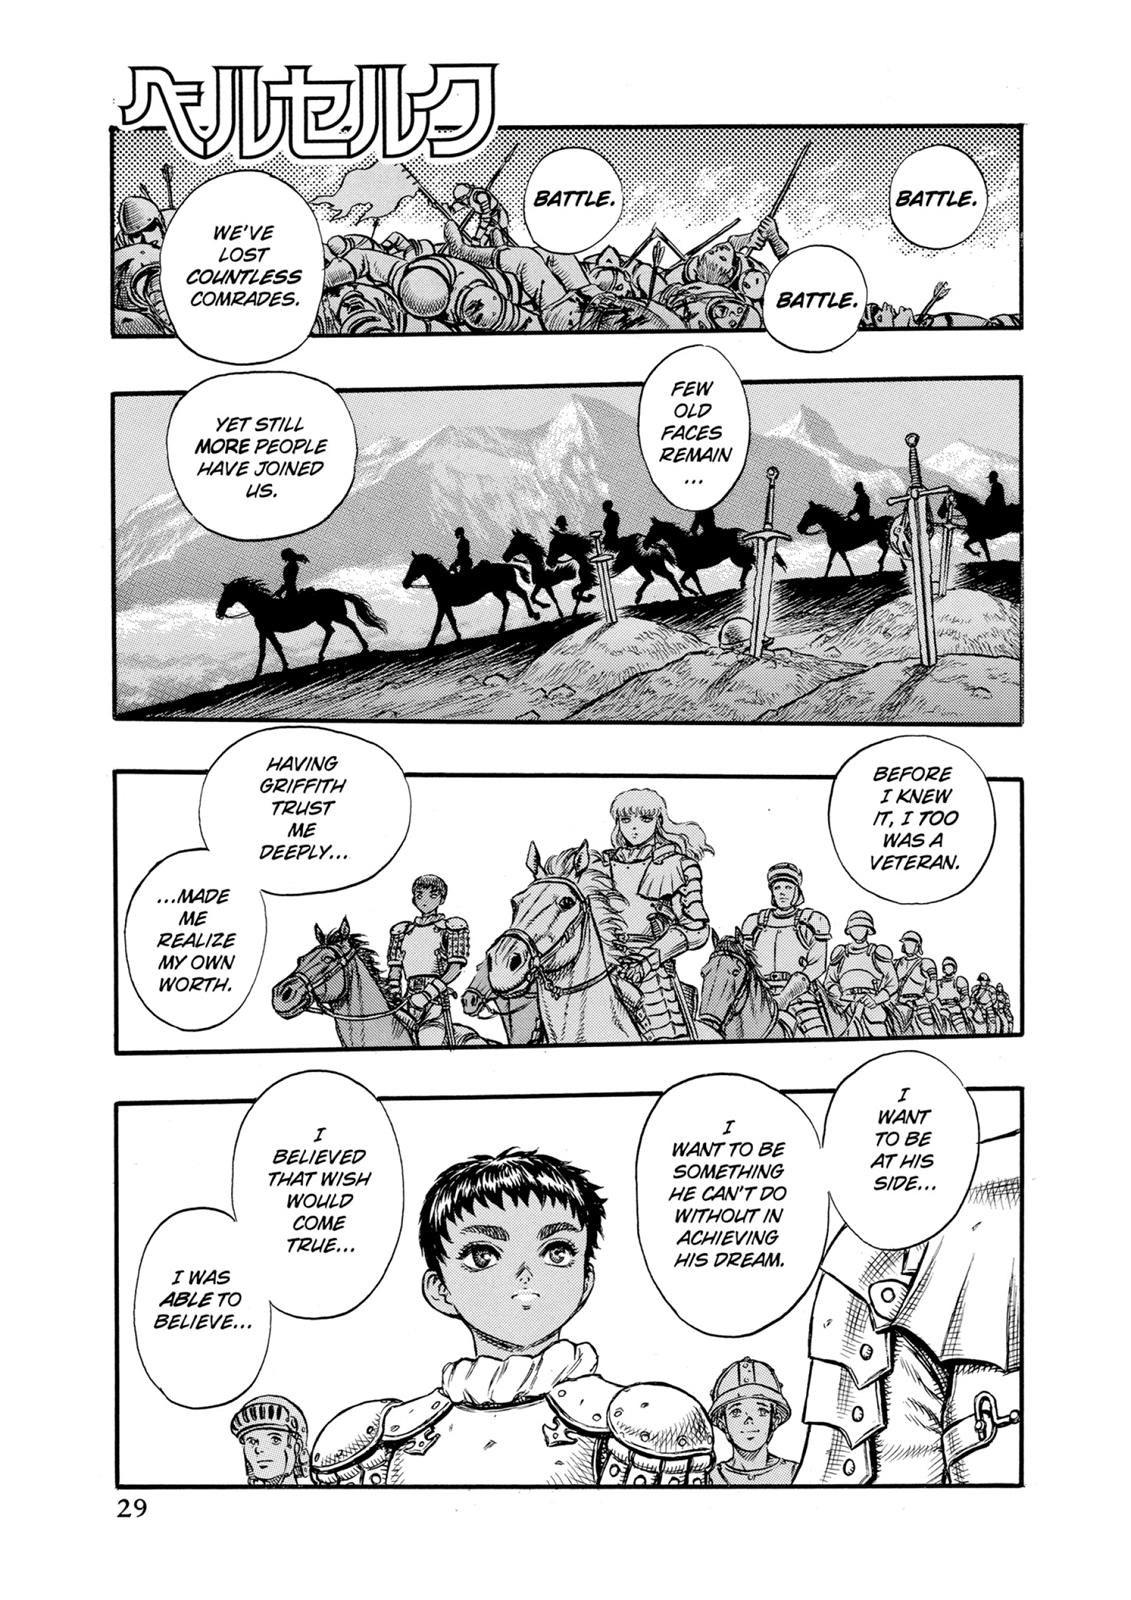 ベルセルク
BATTLE.
BATTLE.
BATTLE.
WE'VE
LOST
COUNTLESS
COMRADES.
FEW
OLD
FACES
REMAIN
...
YET STILL
MORE PEOPLE
HAVE JOINED
US.
BEFORE
I KNEW
IT, I TOO
WAS A
VETERAN.
HAVING
GRIFFITH
TRUST
ME
DEEPLY...
...MADE
ME
REALIZE
MY OWN
WORTH.
I
WANT
TO BE
AT HIS
SIDE...
I
WANT TO BE
SOMETHING
HE CAN'T DO
WITHOUT IN
ACHIEVING
HIS DREAM.
I
BELIEVED
THAT WISH
WOULD
COME
TRUE...
I WAS
ABLE TO
BELIEVE...
29